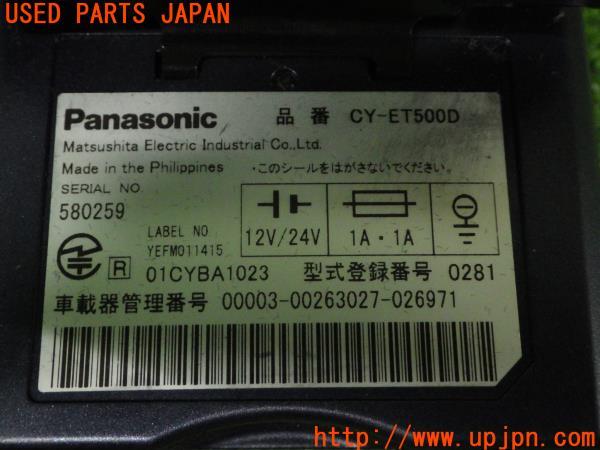 USED PARTS JAPAN
Panasonic 品番 CY-ET500D
Matsushita Electric Industrial Co.,Ltd.
Made in the Philippines ・このシールをはがさないでください。
SERIAL NO.
580259
LABEL NO
YEFM011415
12V/24V 1A・1A
R 01CYBA1023 型式登録番号 0281
車載器管理番号 00003-00263027-026971
UPJ
http://www.upjpn.com/